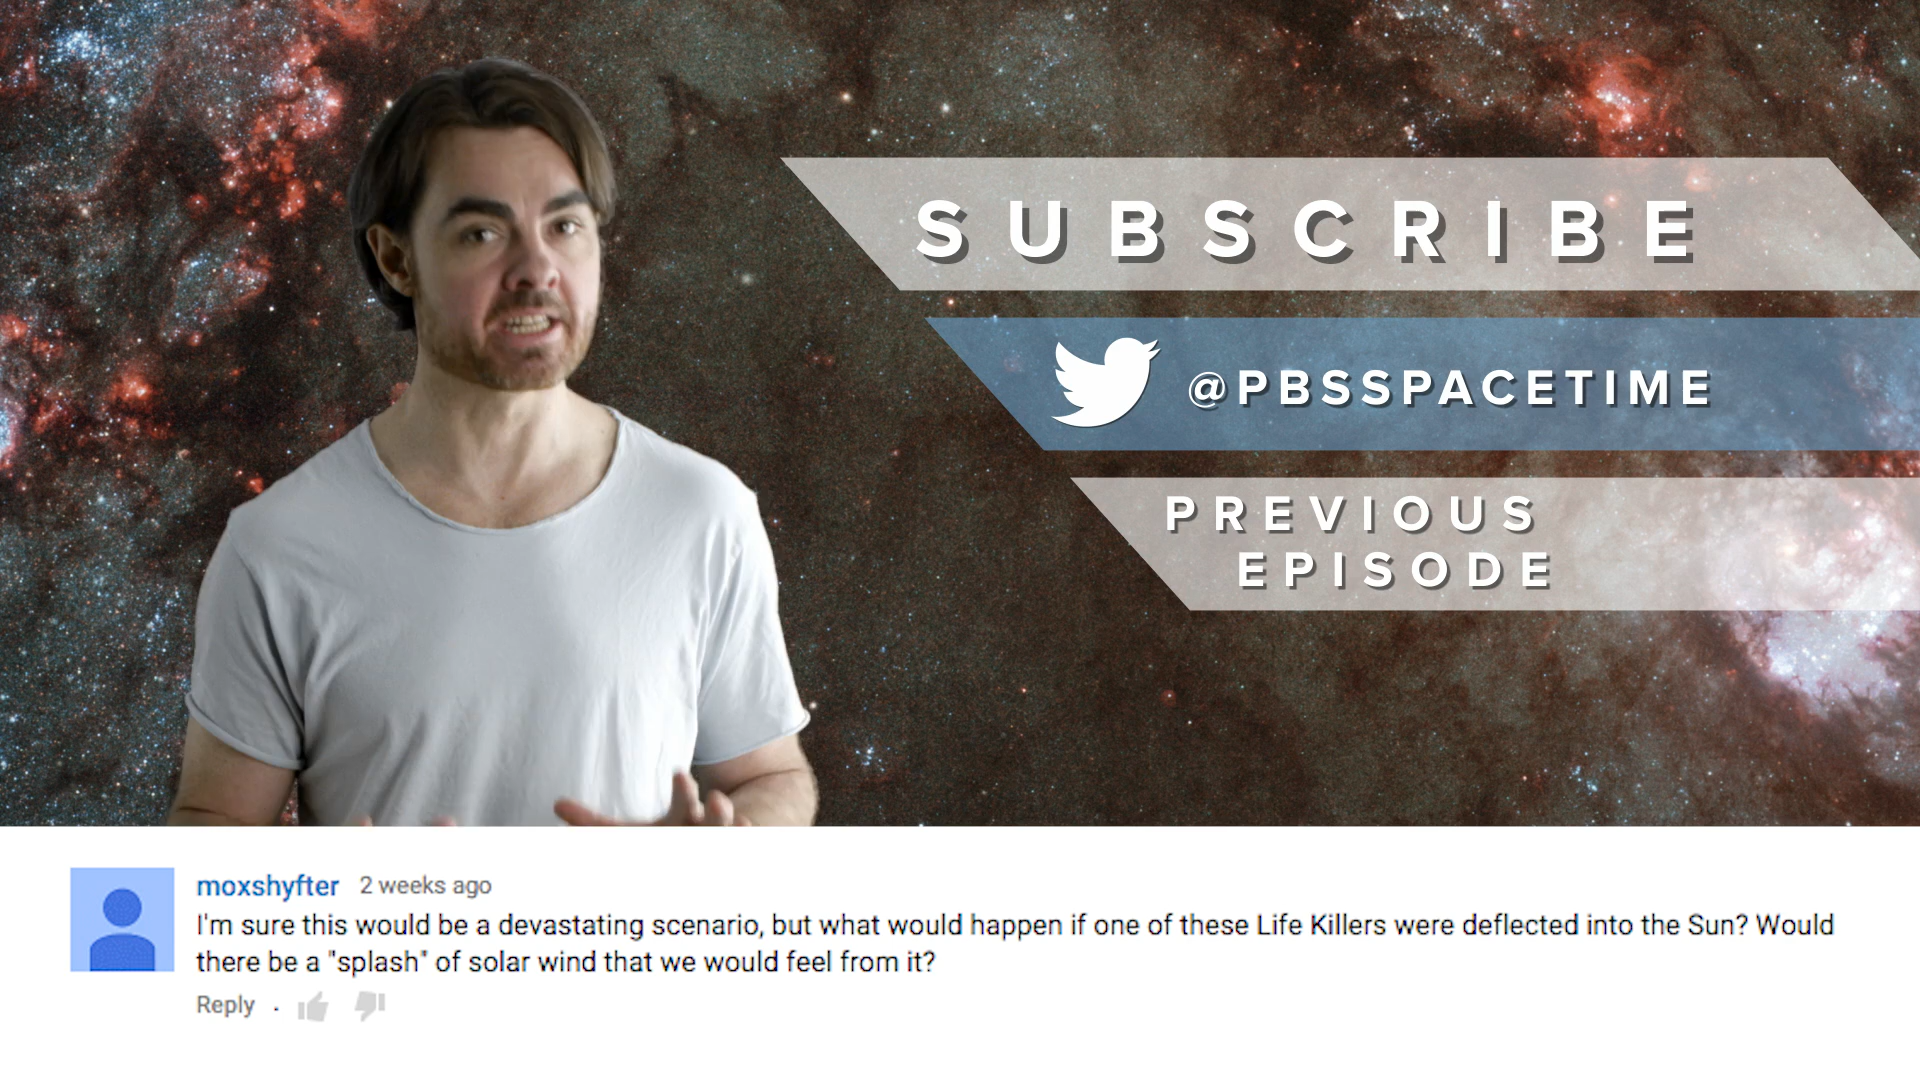 SUBSCRIBE
@PBSSPACETIME
PREVIOUS
EPISODE
moxshyfter 2 weeks ago
I'm sure this would be a devastating scenario, but what would happen if one of these Life Killers were deflected into the Sun? Would
there be a "splash" of solar wind that we would feel from it?
Reply .